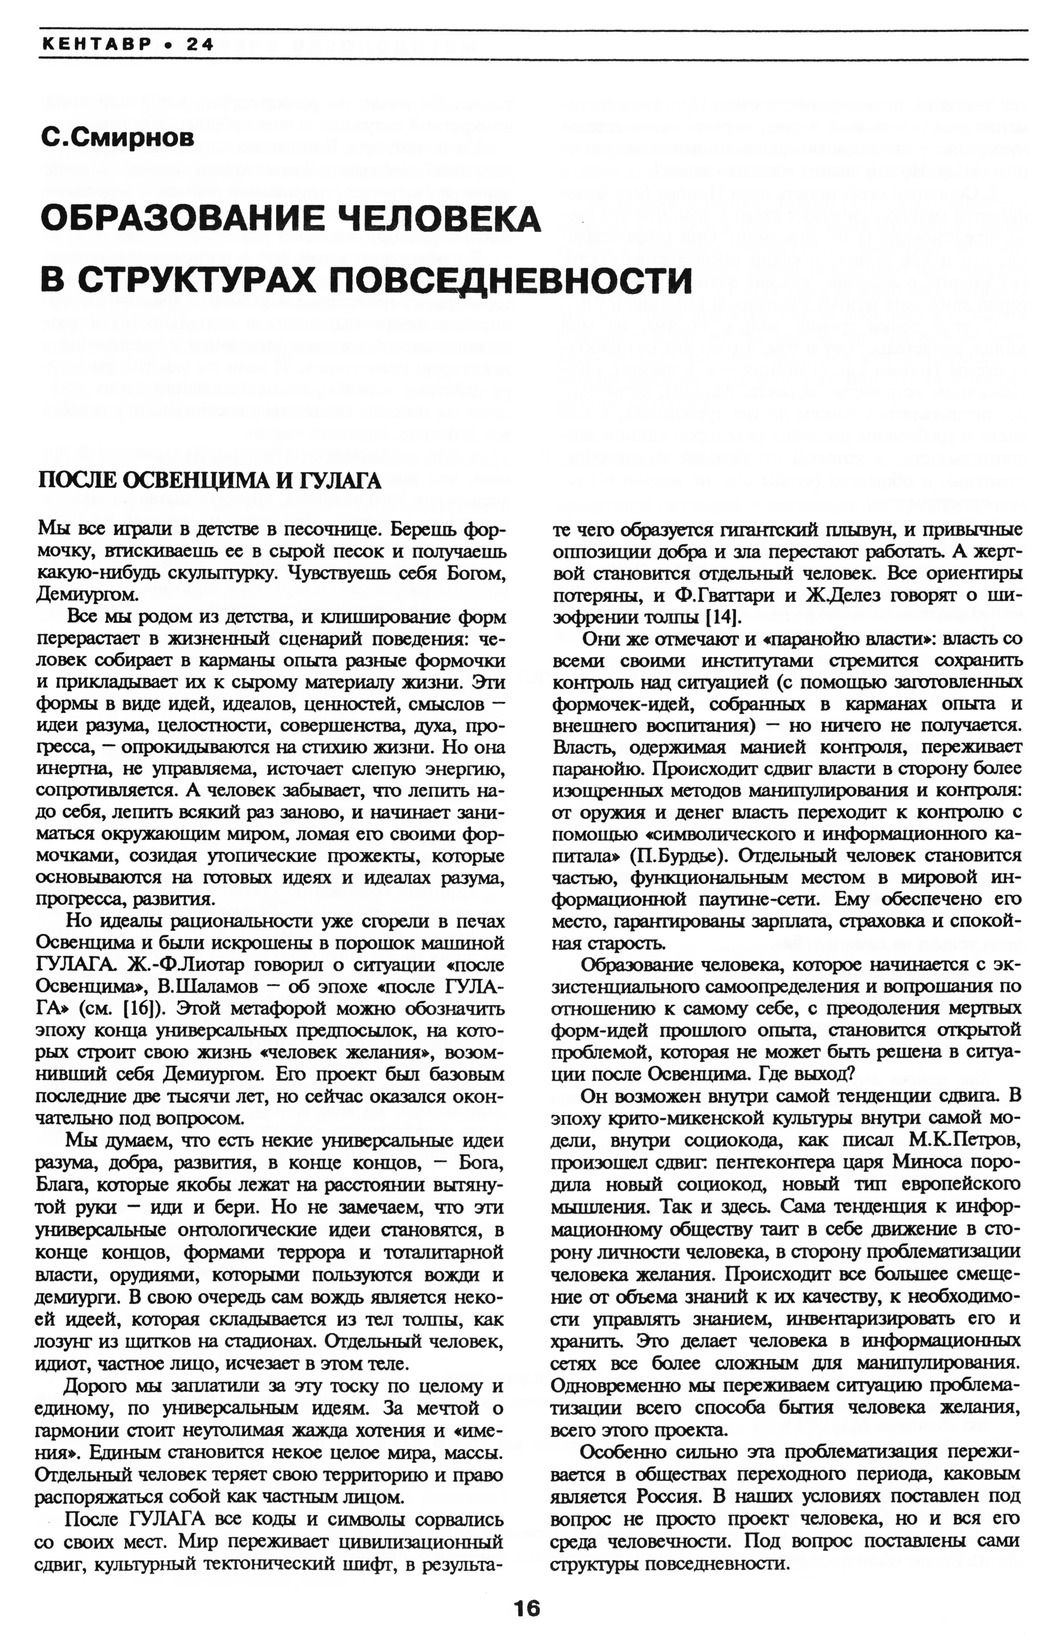 КЕНТАВР • 24
С.Смирнов
ОБРАЗОВАНИЕ ЧЕЛОВЕКА
В СТРУКТУРАХ ПОВСЕДНЕВНОСТИ
ПОСЛЕ ОСВЕНЦИМА И ГУЛАГА
Мы все играли в детстве в песочнице. Берешь фор-
мочку, втискиваешь ее в сырой песок и получаешь
какую-нибудь скульптурку. Чувствуешь себя Богом,
Демиургом.
Все мы родом из детства, и клиширование форм
перерастает в жизненный сценарий поведения: че-
ловек собирает в карманы опыта разные формочки
и прикладывает их к сырому материалу жизни. Эти
формы в виде идей, идеалов, ценностей, смыслов —
идеи разума, целостности, совершенства, духа, про-
гресса, — опрокидываются на стихию жизни. Но она
инертна, не управляема, источает слепую энергию,
сопротивляется. А человек забывает, что лепить на-
до себя, лепить всякий раз заново, и начинает зани-
маться окружающим миром, ломая его своими фор-
мочками, созидая утопические прожекты, которые
основываются на готовых идеях и идеалах разума,
прогресса, развития.
Но идеалы рациональности уже сгорели в печах
Освенцима и были искрошены в порошок машиной
ГУЛАГА. Ж.-Ф.Лиотар говорил о ситуации «после
Освенцима», В.Шаламов — об эпохе «после ГУЛА-
ГА» (см. [16]). Этой метафорой можно обозначить
эпоху конца универсальных предпосылок, на кото-
рых строит свою жизнь «человек желания», возом-
нивший себя Демиургом. Его проект был базовым
последние две тысячи лет, но сейчас оказался окон-
чательно под вопросом.
Мы думаем, что есть некие универсальные идеи
разума, добра, развития, в конце концов, — Бога,
Блага, которые якобы лежат на расстоянии вытяну-
той руки — иди и бери. Но не замечаем, что эти
универсальные онтологические идеи становятся, в
конце концов, формами террора и тоталитарной
власти, орудиями, которыми пользуются вожди и
демиурги. В свою очередь сам вождь является неко-
ей идеей, которая складывается из тел толпы, как
лозунг из щитков на стадионах. Отдельный человек,
идиот, частное лицо, исчезает в этом теле.
Дорого мы заплатили за эту тоску по целому и
единому, по универсальным идеям. За мечтой о
гармонии стоит неутолимая жажда хотения и «име-
ния». Единым становится некое целое мира, массы.
Отдельный человек теряет свою территорию и право
распоряжаться собой как частным лицом.
После ГУЛАГА все коды и символы сорвались
со своих мест. Мир переживает цивилизационный
сдвиг, культурный тектонический шифт, в результа-
те чего образуется гигантский плывун, и привычные
оппозиции добра и зла перестают работать. А жерт-
вой становится отдельный человек. Все ориентиры
потеряны, и Ф.Гваттари и Ж.Делез говорят о ши-
зофрении толпы [14].
Они же отмечают и «паранойю власти»: власть со
всеми своими институтами стремится сохранить
контроль над ситуацией (с помощью заготовленных
формочек-идей, собранных в карманах опыта и
внешнего воспитания) — но ничего не получается.
Власть, одержимая манией контроля, переживает
паранойю. Происходит сдвиг власти в сторону более
изощренных методов манипулирования и контроля:
от оружия и денег власть переходит к контролю с
помощью «символического и информационного ка-
питала» (П.Бурдье). Отдельный человек становится
частью, функциональным местом в мировой ин-
формационной паутине-сети. Ему обеспечено его
место, гарантированы зарплата, страховка и спокой-
ная старость.
Образование человека, которое начинается с эк-
зистенциального самоопределения и вопрошания по
отношению к самому себе, с преодоления мертвых
форм-идей прошлого опыта, становится открытой
проблемой, которая не может быть решена в ситуа-
ции после Освенцима. Где выход?
Он возможен внутри самой тенденции сдвига. В
эпоху крито-микенской культуры внутри самой мо-
дели, внутри социокода, как писал М.К.Петров,
произошел сдвиг: пентеконтера царя Миноса поро-
дила новый социокод, новый тип европейского
мышления. Так и здесь. Сама тенденция к инфор-
мационному обществу таит в себе движение в сто-
рону личности человека, в сторону проблематизации
человека желания. Происходит все большее смеще-
ние от объема знаний к их качеству, к необходимо-
сти управлять знанием, инвентаризировать его и
хранить. Это делает человека в информационных
сетях все более сложным для манипулирования.
Одновременно мы переживаем ситуацию проблема-
тизации всего способа бытия человека желания,
всего этого проекта.
Особенно сильно эта проблематизация пережи-
вается в обществах переходного периода, каковым
является Россия. В наших условиях поставлен под
вопрос не просто проект человека, но и вся его
среда человечности. Под вопрос поставлены сами
структуры повседневности.
16